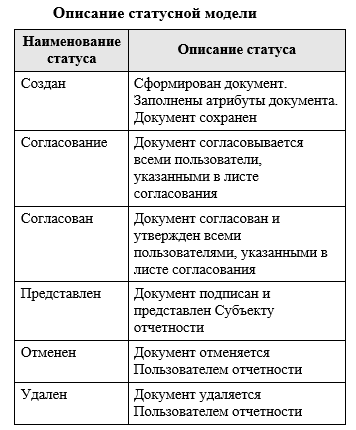 Описание статусной модели
Наименование
статуса
Описание статуса
Создан
Сформирован документ.
Заполнены атрибуты документа.
Документ сохранен
Согласование
Документ согласовывается
всеми пользователи,
указанными в листе
согласования
Согласован
Документ согласован и
утвержден всеми
пользователями, указанными в
листе согласования
Представлен
Документ подписан и
представлен Субъекту
отчетности
Отменен
Документ отменяется
Пользователем отчетности
Удален
Документ удаляется
Пользователем отчетности